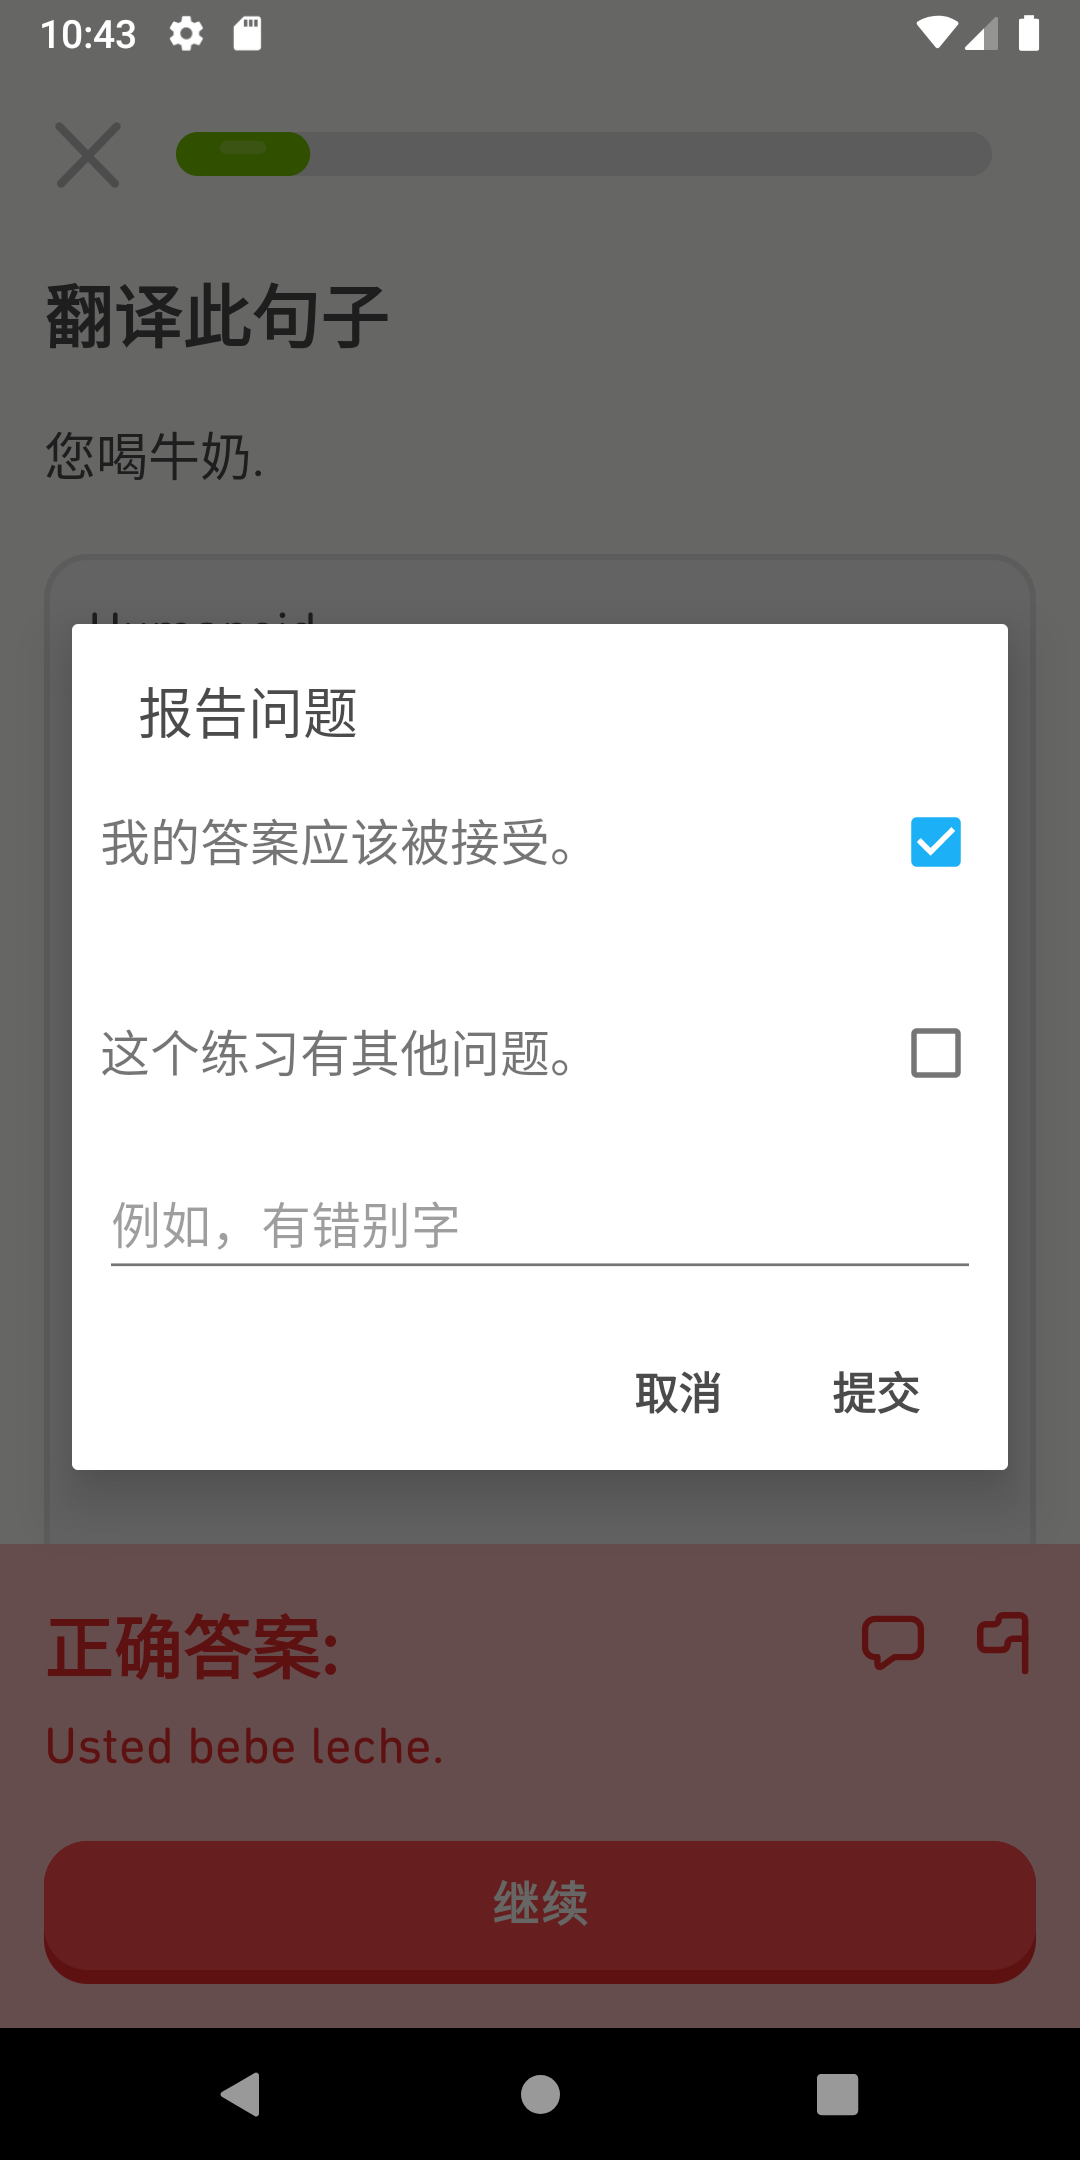 10:43
翻译此句子
您喝牛奶.
Humanoid
报告问题
我的答案应该被接受。
这个练习有其他问题。
例如，有错别字
取消
提交
正确答案:
Usted bebe leche.
继续